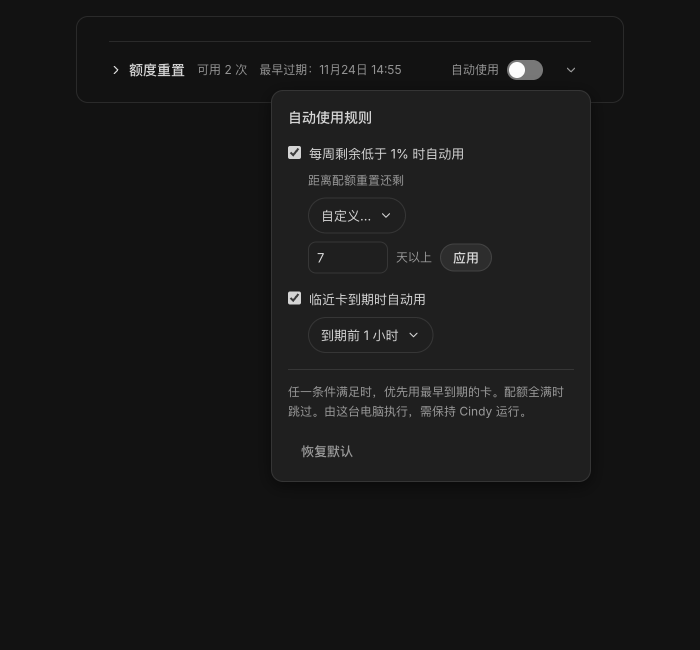 额度重置 可用 2 次 最早过期：11月24日 14:55 自动使用
自动使用规则
每周剩余低于 1% 时自动用
距离配额重置还剩
自定义...
7 天以上 应用
临近卡到期时自动用
到期前 1 小时
任一条件满足时，优先用最早到期的卡。配额全满时
跳过。由这台电脑执行，需保持 Cindy 运行。
恢复默认